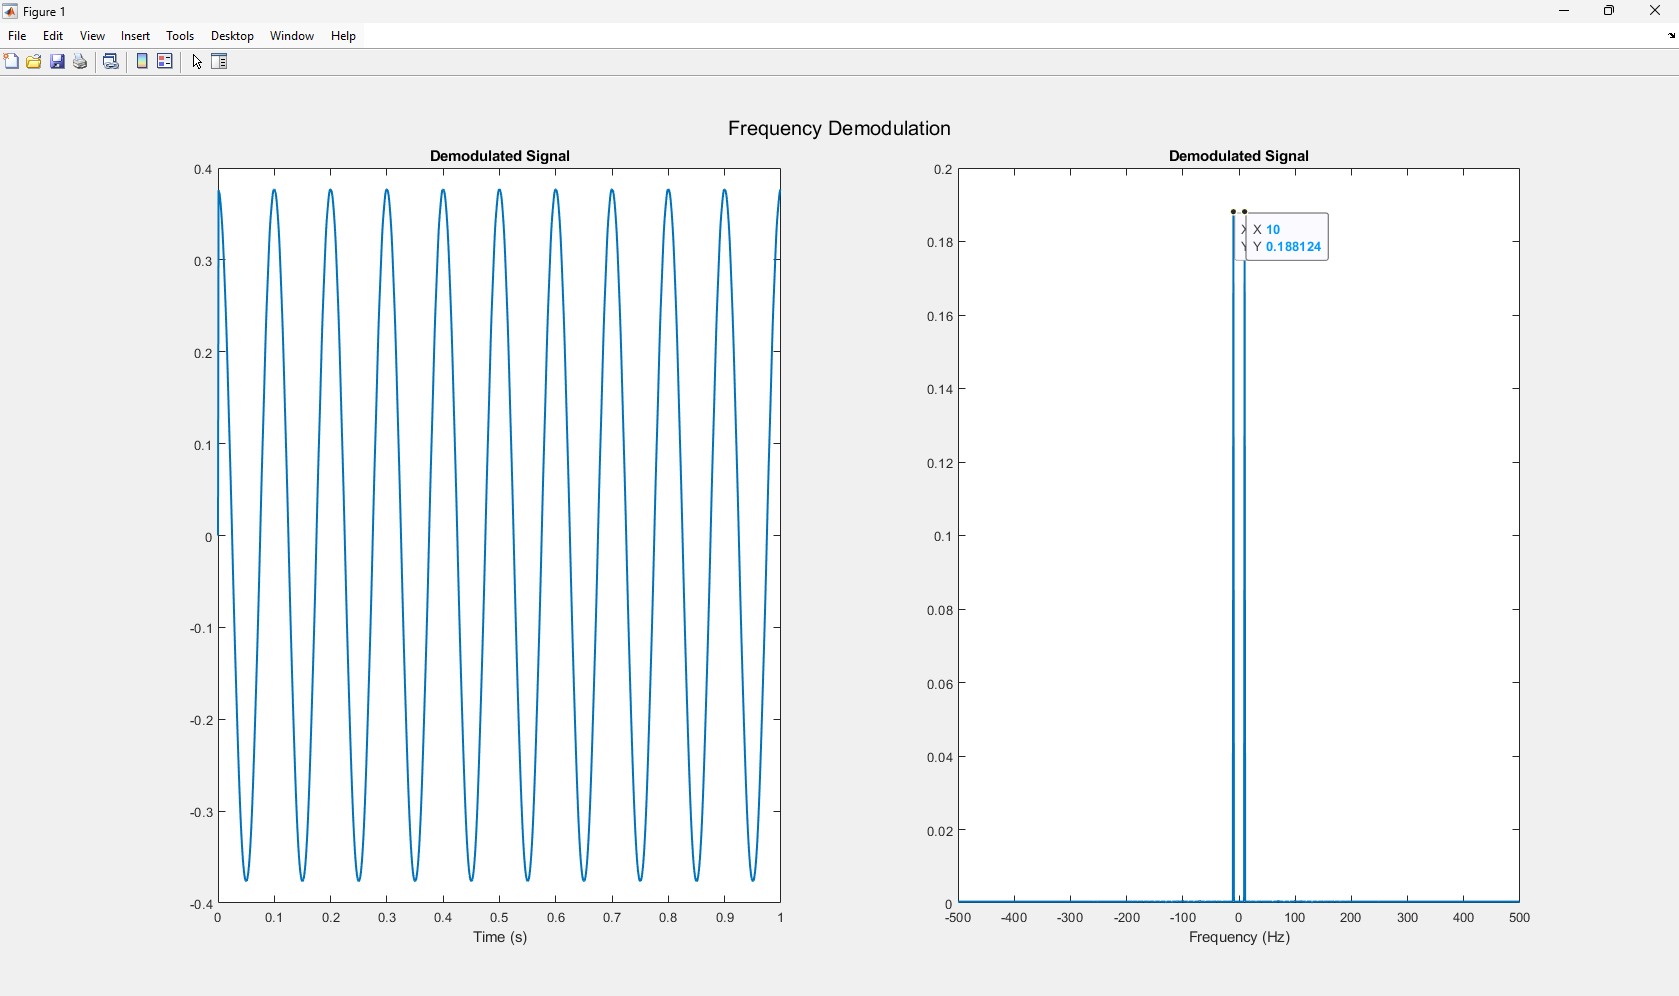 Figure 1
File Edit View Insert Tools Desktop Window Help
Frequency Demodulation
Demodulated Signal
0.4
0.3
0.2
0.1
0
-0.1
-0.2
-0.3
-0.4
0 0.1 0.2 0.3 0.4 0.5 0.6 0.7 0.8 0.9 1
Time (s)
Demodulated Signal
0.2
0.18
0.16
0.14
0.12
0.1
0.08
0.06
0.04
0.02
0
X X 10
Y Y 0.188124
-500 -400 -300 -200 -100 0 100 200 300 400 500
Frequency (Hz)